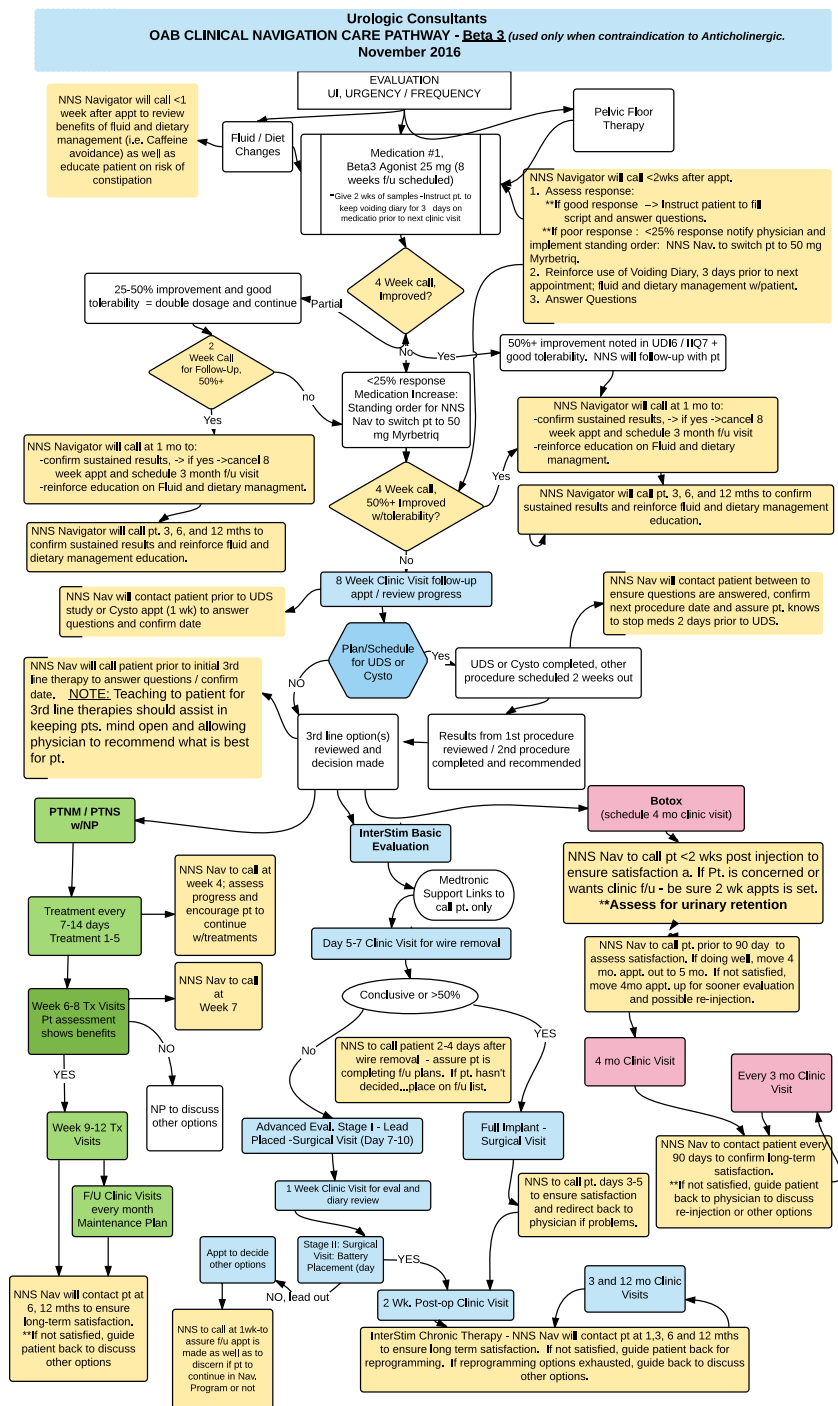 Urologic Consultants
OAB CLINICAL NAVIGATION CARE PATHWAY - Beta 3 (used only when contraindication to Anticholinergic.
November 2016
EVALUATION
UI, URGENCY / FREQUENCY
NNS Navigator will call <1
week after appt to review
benefits of fluid and dietary
management (i.e. Caffeine
avoidance) as well as
educate patient on risk of
constipation
Fluid / Diet
Changes
Pelvic Floor
Therapy
Medication #1,
Beta3 Agonist 25 mg (8
weeks f/u scheduled)
-Give 2 wks of samples -Instruct pt. to
keep voiding diary for 3 days on
medicatio prior to next clinic visit
NNS Navigator will call <2wks after appt.
1. Assess response:
**If good response –> Instruct patient to fill
script and answer questions.
**If poor response : <25% response notify physician and
implement standing order: NNS Nav. to switch pt to 50 mg
Myrbetriq.
2. Reinforce use of Voiding Diary, 3 days prior to next
appointment; fluid and dietary management w/patient.
3. Answer Questions
25-50% improvement and good
tolerability = double dosage and continue
4 Week call,
Improved?
Partial
No
Yes
50%+ improvement noted in UDI6 / IIQ7 +
good tolerability. NNS will follow-up with pt
2
Week Call
for Follow-Up,
50%+
no
Yes
<25% response
Medication Increase:
Standing order for NNS
Nav to switch pt to 50
mg Myrbetriq
NNS Navigator will call at 1 mo to:
-confirm sustained results, -> if yes ->cancel 8
week appt and schedule 3 month f/u visit
-reinforce education on Fluid and dietary
managment.
NNS Navigator will call at 1 mo to:
-confirm sustained results, -> if yes ->cancel 8
week appt and schedule 3 month f/u visit
-reinforce education on Fluid and dietary managment.
4 Week call,
50%+ Improved
w/tolerability?
Yes
No
NNS Navigator will call pt. 3, 6, and 12 mths to confirm
sustained results and reinforce fluid and dietary management
education.
NNS Navigator will call pt. 3, 6, and 12 mths to
confirm sustained results and reinforce fluid and
dietary management education.
8 Week Clinic Visit follow-up
appt / review progress
NNS Nav will contact patient prior to UDS
study or Cysto appt (1 wk) to answer
questions and confirm date
NNS Nav will contact patient between to
ensure questions are answered, confirm
next procedure date and assure pt. knows
to stop meds 2 days prior to UDS.
Plan/Schedule
for UDS or
Cysto
Yes
NO
UDS or Cysto completed, other
procedure scheduled 2 weeks out
NNS Nav will call patient prior to initial 3rd
line therapy to answer questions / confirm
date. NOTE: Teaching to patient for
3rd line therapies should assist in
keeping pts. mind open and allowing
physician to recommend what is best
for pt.
3rd line option(s)
reviewed and
decision made
Results from 1st procedure
reviewed / 2nd procedure
completed and recommended
PTNM / PTNS
w/NP
InterStim Basic
Evaluation
Botox
(schedule 4 mo clinic visit)
NNS Nav to call pt <2 wks post injection to
ensure satisfaction a. If Pt. is concerned or
wants clinic f/u - be sure 2 wk appts is set.
**Assess for urinary retention
Medtronic
Support Links to
call pt. only
Treatment every
7-14 days
Treatment 1-5
NNS Nav to call at
week 4; assess
progress and
encourage pt to
continue
w/treatments
Day 5-7 Clinic Visit for wire removal
NNS Nav to call pt. prior to 90 day to
assess satisfaction. If doing well, move 4
mo. appt. out to 5 mo. If not satisfied,
move 4mo appt. up for sooner evaluation
and possible re-injection.
Week 6-8 Tx Visits
Pt assessment
shows benefits
NNS Nav to call
at
Week 7
Conclusive or >50%
No
YES
NNS to call patient 2-4 days after
wire removal - assure pt is
completing f/u plans. If
pt. hasn't
decided...place on f/u list.
NO
YES
NP to discuss
other options
4 mo Clinic Visit
Every 3 mo Clinic
Visit
Week 9-12 Tx
Visits
Advanced Eval. Stage I - Lead
Placed -Surgical Visit (Day 7-10)
Full Implant -
Surgical Visit
NNS Nav to contact patient every
90 days to confirm long-term
satisfaction.
**If not satisfied, guide patient
back to physician to discuss
re-injection or other options
F/U Clinic Visits
every month
Maintenance Plan
1 Week Clinic Visit for eval and
diary review
NNS to call pt. days 3-5
to ensure satisfaction
and redirect back to
physician if problems.
Appt to decide
other options
Stage II: Surgical
Visit: Battery
Placement (day
YES
NO, lead out
2 Wk. Post-op Clinic Visit
3 and 12 mo Clinic
Visits
NNS Nav will contact pt at
6, 12 mths to ensure
long-term satisfaction.
**If not satisfied, guide
patient back to discuss
other options
NNS to call at 1wk-to
assure f/u appt is
made as well as to
discern if pt to
continue in Nav.
Program or not
InterStim Chronic Therapy - NNS Nav will contact pt at 1,3, 6 and 12 mths
to ensure long term satisfaction. If not satisfied, guide patient back for
reprogramming. If reprogramming options exhausted, guide back to discuss
other options.